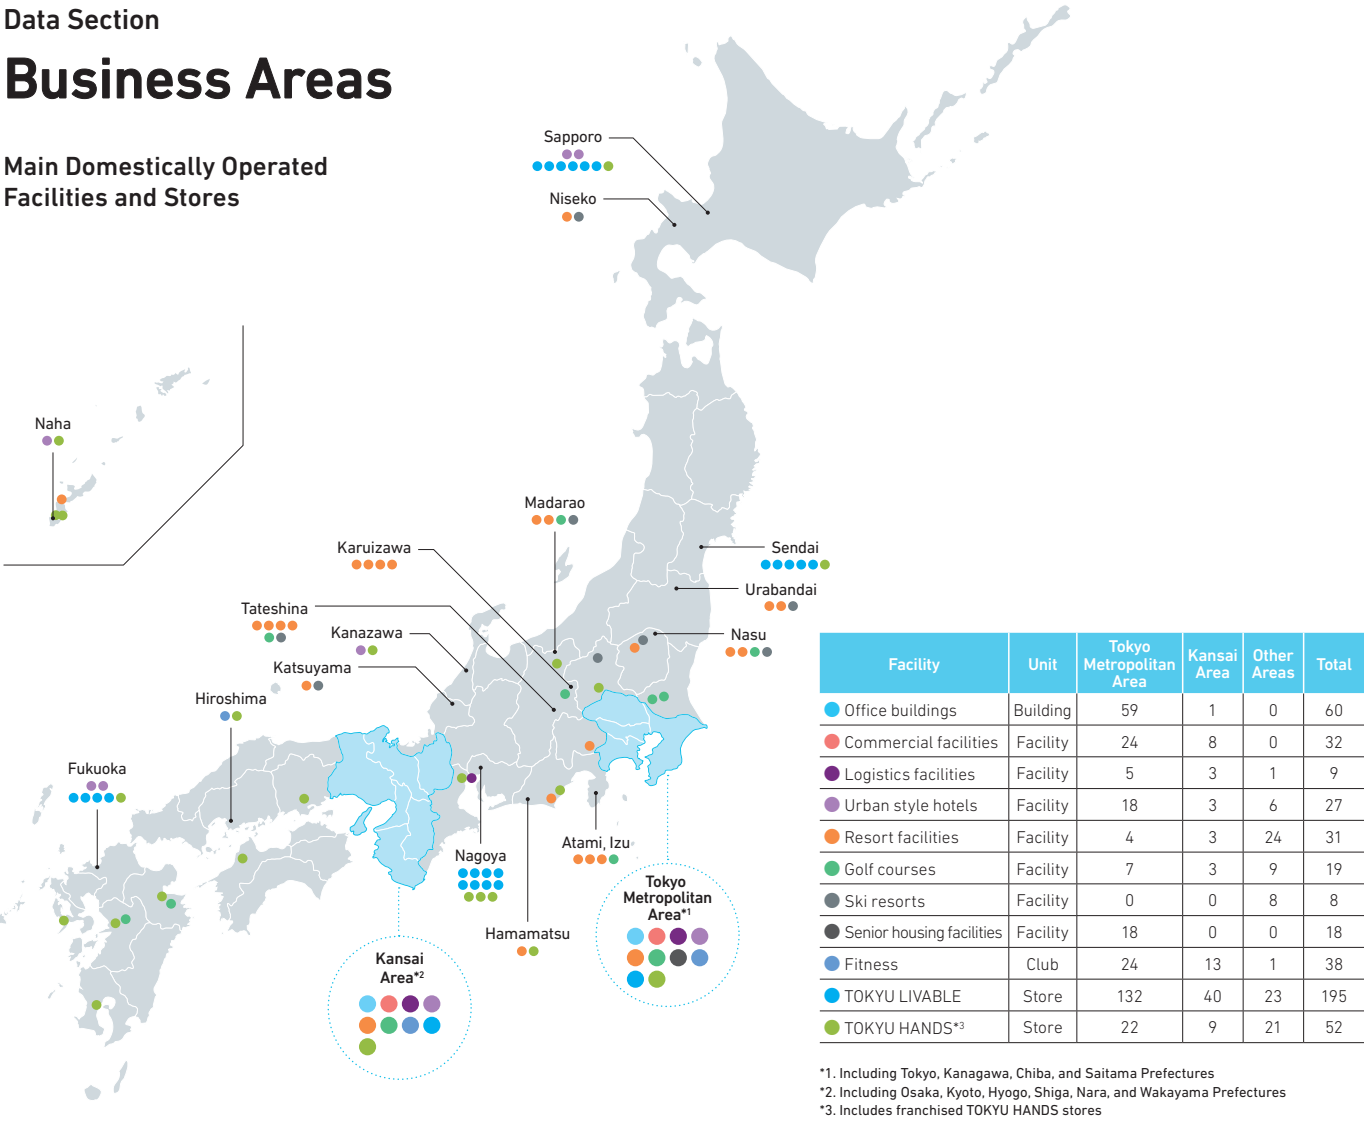 Data Section
Business Areas
Main Domestically Operated
Facilities and Stores
Sapporo
Niseko
Naha
Madarao
Karuizawa
Sendai
Urabandai
Tateshina
Kanazawa
Nasu
Katsuyama
Hiroshima
Fukuoka
Atami, Izu
Nagoya
Hamamatsu
Tokyo
Metropolitan
Area*1
Kansai
Area*2
Facility Unit Tokyo Metropolitan Area Kansai Area Other Areas Total
Office buildings Building 59 1 0 60
Commercial facilities Facility 24 8 0 32
Logistics facilities Facility 5 3 1 9
Urban style hotels Facility 18 3 6 27
Resort facilities Facility 4 3 24 31
Golf courses Facility 7 3 9 19
Ski resorts Facility 0 0 8 8
Senior housing facilities Facility 18 0 0 18
Fitness Club 24 13 1 38
TOKYU LIVABLE Store 132 40 23 195
TOKYU HANDS*3 Store 22 9 21 52
*1. Including Tokyo, Kanagawa, Chiba, and Saitama Prefectures
*2. Including Osaka, Kyoto, Hyogo, Shiga, Nara, and Wakayama Prefectures
*3. Includes franchised TOKYU HANDS stores